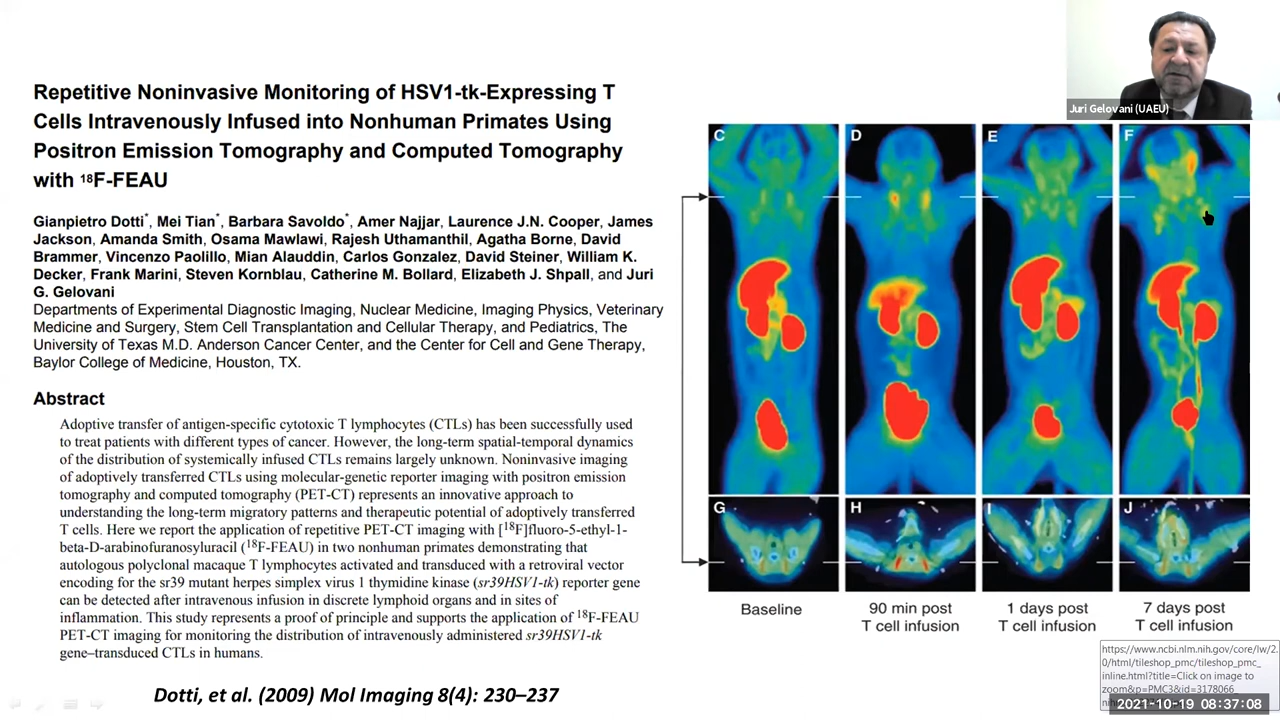 Repetitive Noninvasive Monitoring of HSV1-tk-Expressing T
Cells Intravenously Infused into Nonhuman Primates Using
Positron Emission Tomography and Computed Tomography
with ¹⁸F-FEAU
Gianpietro Dotti*, Mei Tian*, Barbara Savoldo*, Amer Najjar, Laurence J.N. Cooper, James
Jackson, Amanda Smith, Osama Mawlawi, Rajesh Uthamanthil, Agatha Borne, David
Brammer, Vincenzo Paolillo, Mian Alauddin, Carlos Gonzalez, David Steiner, William K.
Decker, Frank Marini, Steven Kornblau, Catherine M. Bollard, Elizabeth J. Shpall, and Juri
G. Gelovani
Departments of Experimental Diagnostic Imaging, Nuclear Medicine, Imaging Physics, Veterinary
Medicine and Surgery, Stem Cell Transplantation and Cellular Therapy, and Pediatrics, The
University of Texas M.D. Anderson Cancer Center, and the Center for Cell and Gene Therapy,
Baylor College of Medicine, Houston, TX.
Abstract
Adoptive transfer of antigen-specific cytotoxic T lymphocytes (CTLs) has been successfully used
to treat patients with different types of cancer. However, the long-term spatial-temporal dynamics
of the distribution of systemically infused CTLs remains largely unknown. Noninvasive imaging
of adoptively transferred CTLs using molecular-genetic reporter imaging with positron emission
tomography and computed tomography (PET-CT) represents an innovative approach to
understanding the long-term migratory patterns and therapeutic potential of adoptively transferred
T cells. Here we report the application of repetitive PET-CT imaging with [¹⁸F]fluoro-5-ethyl-1-
beta-D-arabinofuranosyluracil (¹⁸F-FEAU) in two nonhuman primates demonstrating that
autologous polyclonal macaque T lymphocytes activated and transduced with a retroviral vector
encoding for the sr39 mutant herpes simplex virus 1 thymidine kinase (sr39HSV1-tk) reporter gene
can be detected after intravenous infusion in discrete lymphoid organs and in sites of
inflammation. This study represents a proof of principle and supports the application of ¹⁸F-FEAU
PET-CT imaging for monitoring the distribution of intravenously administered sr39HSV1-tk
gene–transduced CTLs in humans.
Dotti, et al. (2009) Mol Imaging 8(4): 230–237
Juri Gelovani (UAEU)
C D E F
G H I J
Baseline
90 min post
T cell infusion
1 days post
T cell infusion
7 days post
T cell infusion
https://www.ncbi.nlm.nih.gov/core/lw/2.
0/html/tileshop_pmc/tileshop_pmc_
inline.html?title=Click on image to
zoom&p=PMC3&id=3178066_
2021-10-19 08:37:08